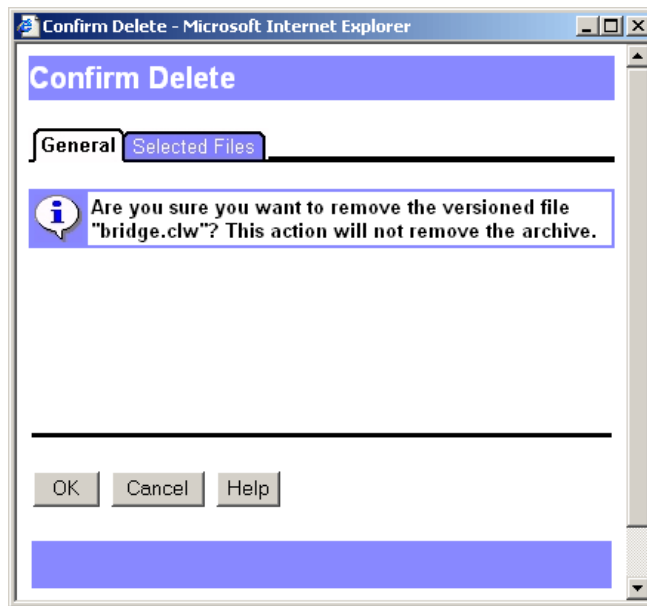 Confirm Delete - Microsoft Internet Explorer
Confirm Delete
General Selected Files
Are you sure you want to remove the versioned file
"bridge.clw"? This action will not remove the archive.
OK Cancel Help